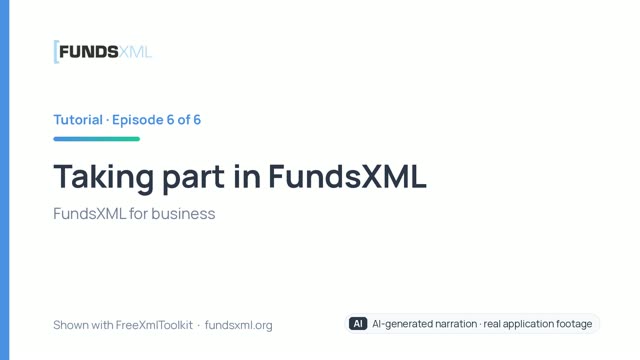 [FUNDSXML
Tutorial · Episode 6 of 6
Taking part in FundsXML
FundsXML for business
Shown with FreeXmlToolkit · fundsxml.org
AI AI-generated narration · real application footage